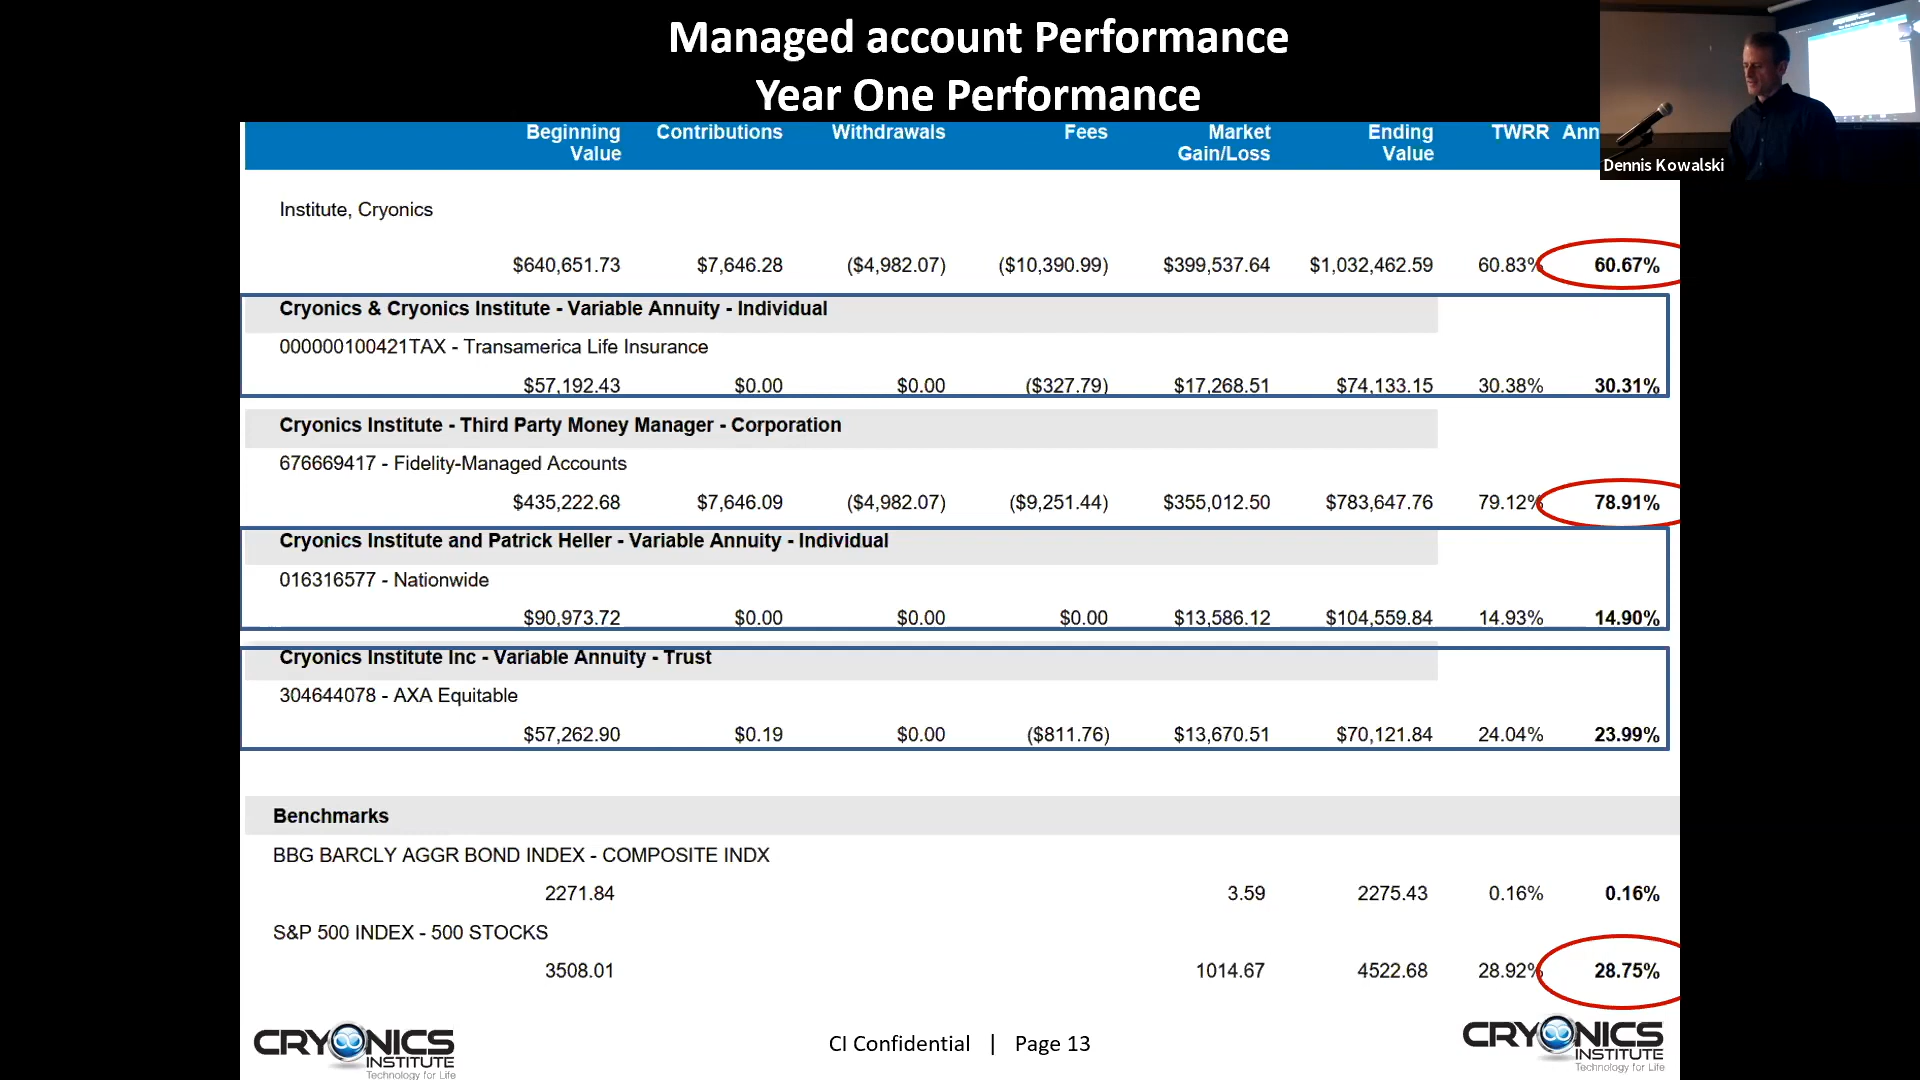 Managed account Performance
Year One Performance
Dennis Kowalski
Beginning Value Contributions Withdrawals Fees Market Gain/Loss Ending Value TWRR Ann
Institute, Cryonics
$640,651.73 $7,646.28 ($4,982.07) ($10,390.99) $399,537.64 $1,032,462.59 60.83% 60.67%
Cryonics & Cryonics Institute - Variable Annuity - Individual
000000100421TAX - Transamerica Life Insurance
$57,192.43 $0.00 $0.00 ($327.79) $17,268.51 $74,133.15 30.38% 30.31%
Cryonics Institute - Third Party Money Manager - Corporation
676669417 - Fidelity-Managed Accounts
$435,222.68 $7,646.09 ($4,982.07) ($9,251.44) $355,012.50 $783,647.76 79.12% 78.91%
Cryonics Institute and Patrick Heller - Variable Annuity - Individual
016316577 - Nationwide
$90,973.72 $0.00 $0.00 $0.00 $13,586.12 $104,559.84 14.93% 14.90%
Cryonics Institute Inc - Variable Annuity - Trust
304644078 - AXA Equitable
$57,262.90 $0.19 $0.00 ($811.76) $13,670.51 $70,121.84 24.04% 23.99%
Benchmarks
BBG BARCLY AGGR BOND INDEX - COMPOSITE INDX
2271.84 3.59 2275.43 0.16% 0.16%
S&P 500 INDEX - 500 STOCKS
3508.01 1014.67 4522.68 28.92% 28.75%
CRYONICS
INSTITUTE
Technology for Life
CI Confidential | Page 13
CRYONICS
INSTITUTE
Technology for Life